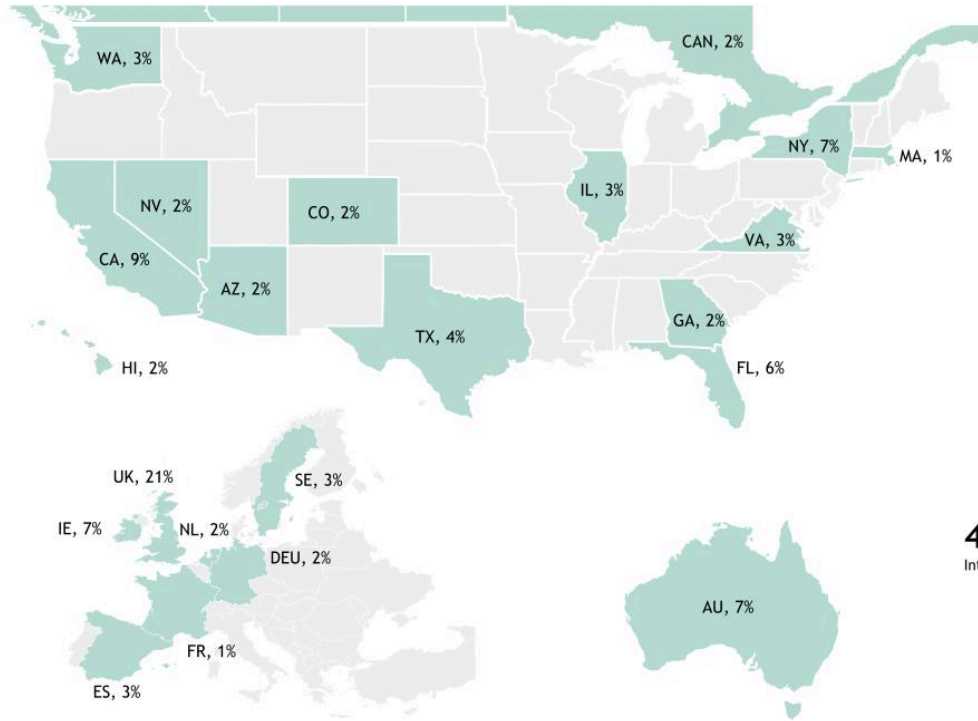 CAN, 2%
WA, 3%
NY, 7%
MA, 1%
IL, 3%
NV, 2%
CO, 2%
VA, 3%
CA, 9%
AZ, 2%
GA, 2%
TX, 4%
HI, 2%
FL, 6%
UK, 21%
SE, 3%
IE, 7%
NL, 2%
DEU, 2%
AU, 7%
FR, 1%
ES, 3%
4